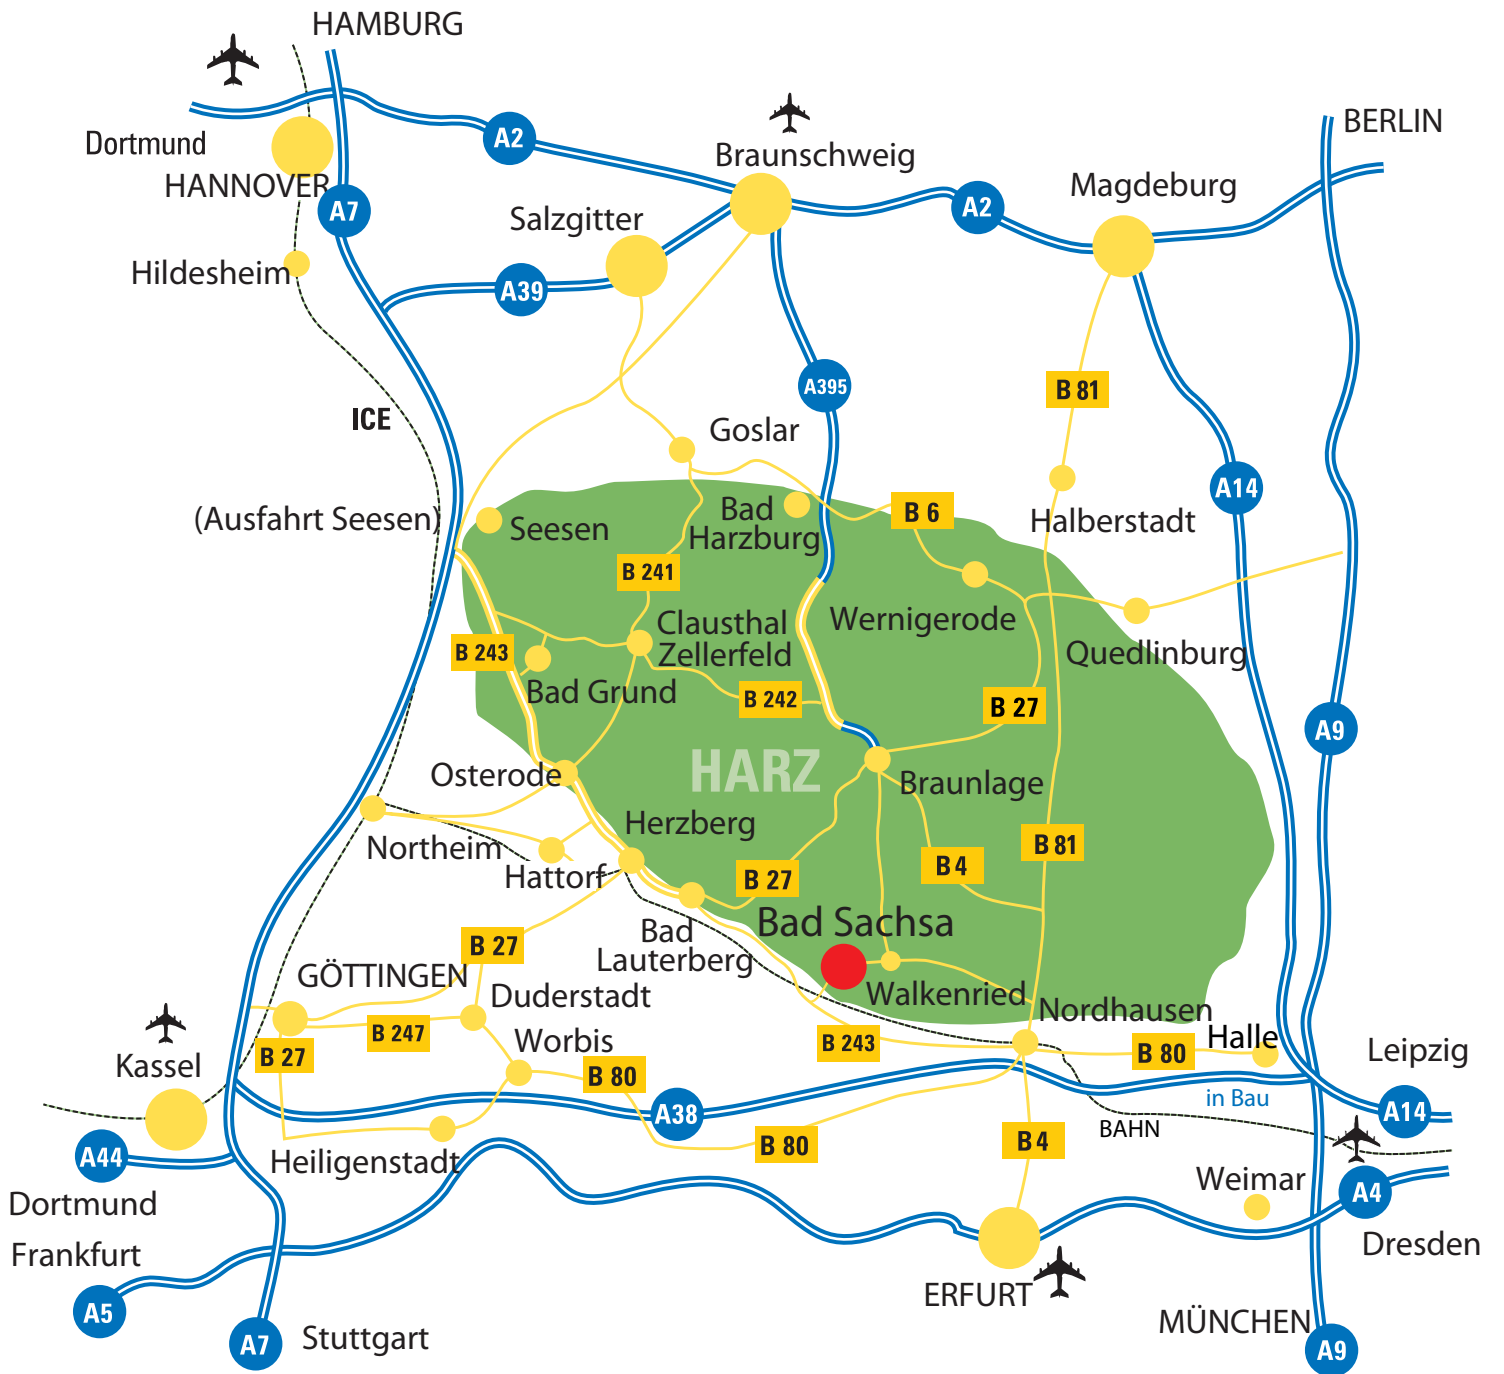 HAMBURG
BERLIN
Dortmund
A2
Braunschweig
HANNOVER
A7
Magdeburg
A2
Salzgitter
Hildesheim
A39
A395
B 81
ICE
Goslar
A14
(Ausfahrt Seesen)
Seesen
Bad
Harzburg
B 6
Halberstadt
B 241
Clausthal
Zellerfeld
Wernigerode
B 243
Quedlinburg
Bad Grund
B 242
B 27
A9
HARZ
Osterode
Braunlage
Herzberg
Northeim
B81
Hattorf
B 27
B4
Bad Sachsa
Bad
Lauterberg
B 27
GÖTTINGEN
Duderstadt
Walkenried
Nordhausen
B 247
Worbis
B 243
Halle
B 27
B 80
B 80
Leipzig
Kassel
in Bau
A38
A14
BAHN
B 80
B4
A44
Heiligenstadt
Weimar
A4
Dortmund
Frankfurt
Dresden
ERFURT
A5
MÜNCHEN
Stuttgart
A7
A9